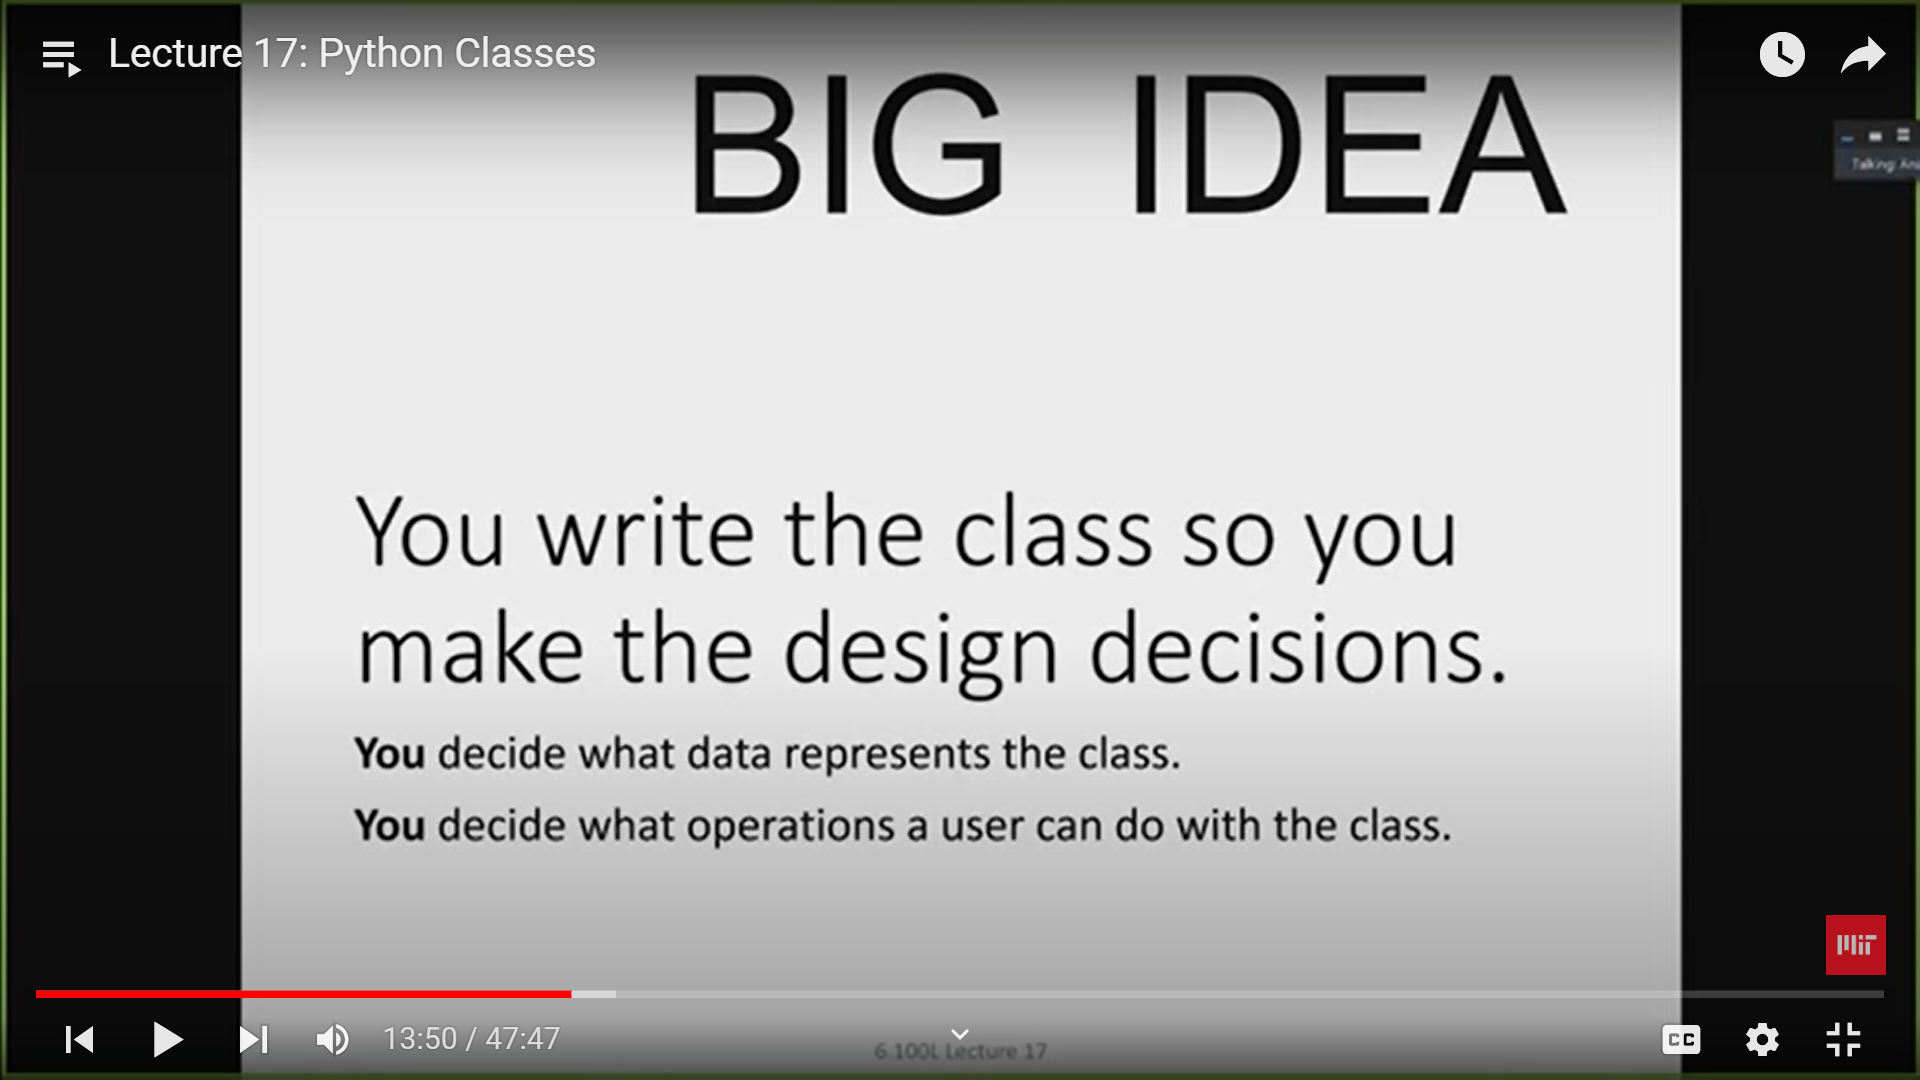 Lecture 17: Python Classes
BIG IDEA
Talking:
You write the class so you
make the design decisions.
You decide what data represents the class.
You decide what operations a user can do with the class.
MIT
13:50 / 47:47
CC
6.100L Lecture 17